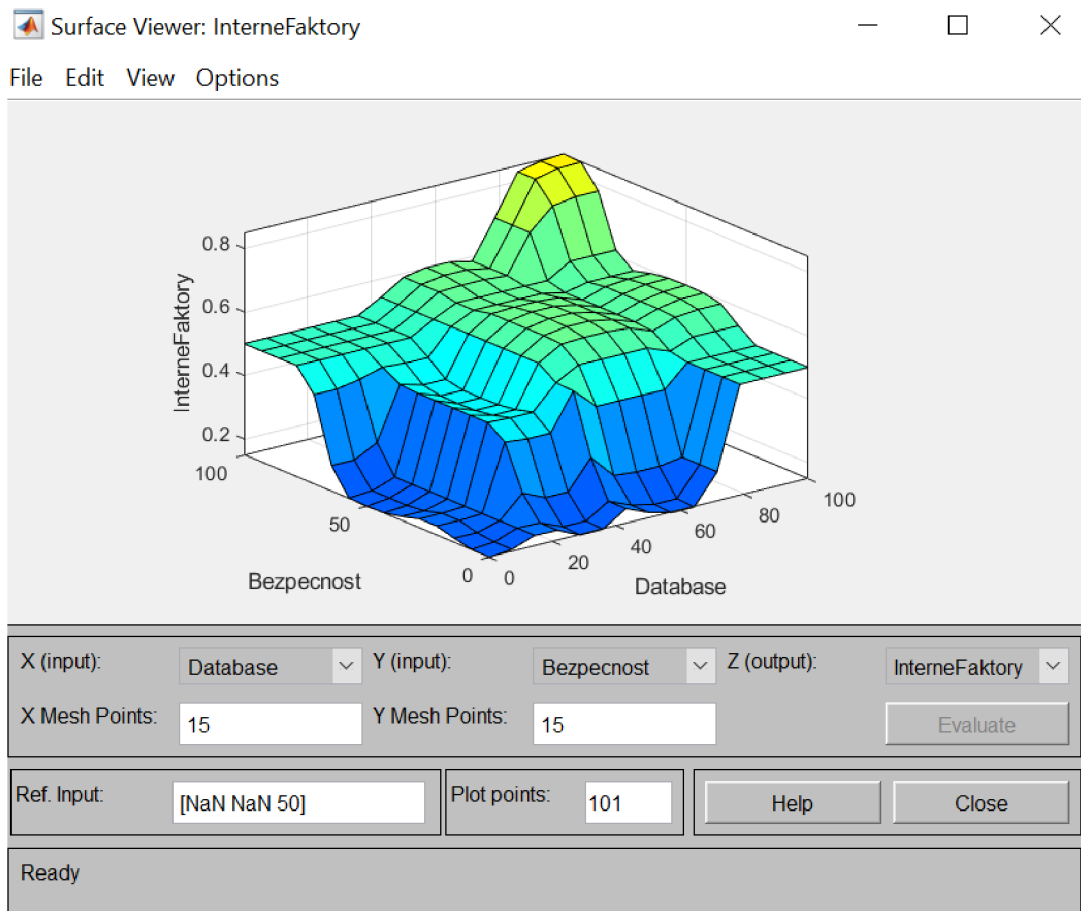 Surface Viewer: InterneFaktory
File Edit View Options
0.8
0.6
0.4
0.2
InterneFaktory
100
50
0
Bezpecnost
0
20
40
60
80
100
Database
X (input): Database Y (input): Bezpecnost Z (output): InterneFaktory
X Mesh Points: 15 Y Mesh Points: 15 Evaluate
Ref. Input: [NaN NaN 50] Plot points: 101 Help Close
Ready